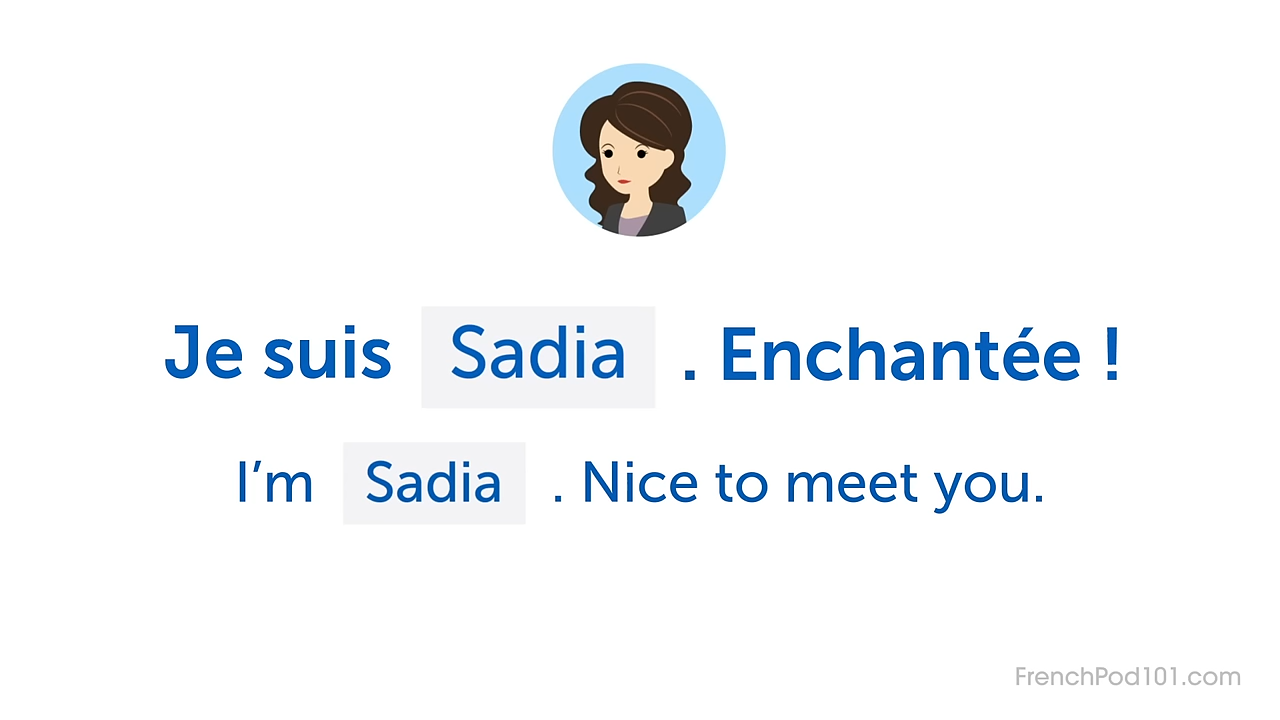 Je suis Sadia . Enchantée !
I’m Sadia . Nice to meet you.
FrenchPod101.com